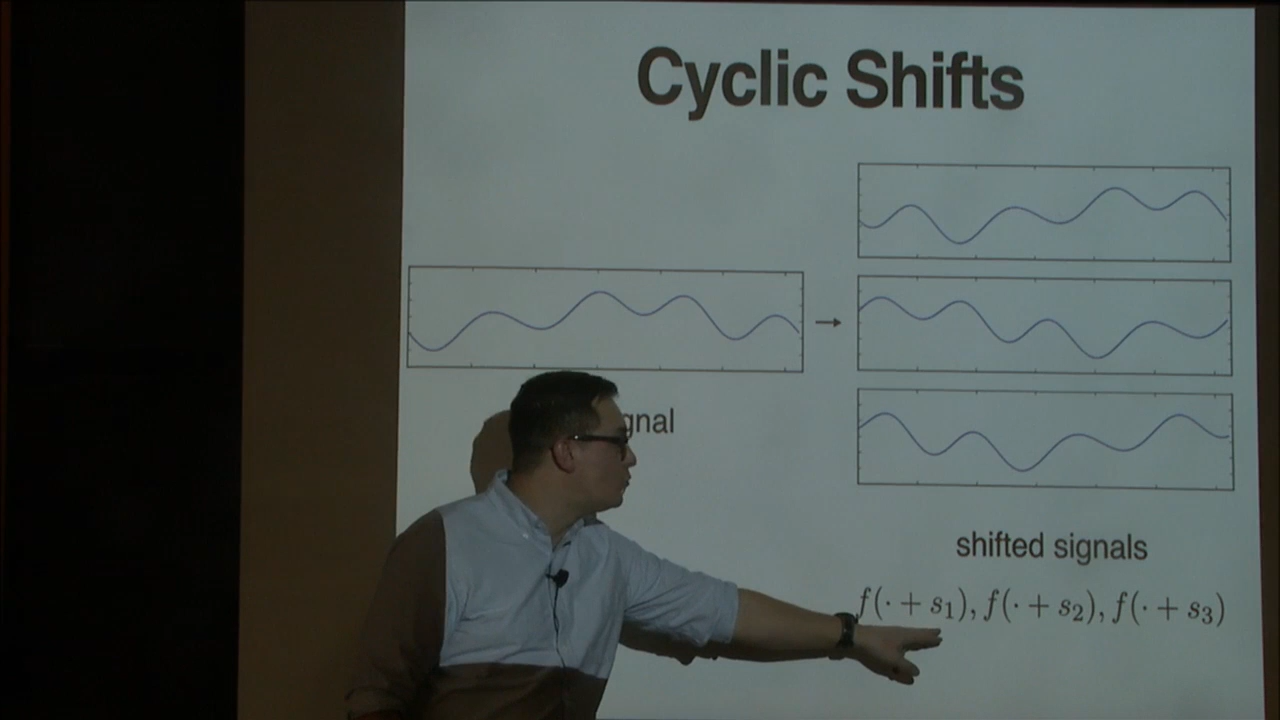 Cyclic Shifts
shifted signals
f(· + s₁), f(· + s₂), f(· + s₃)